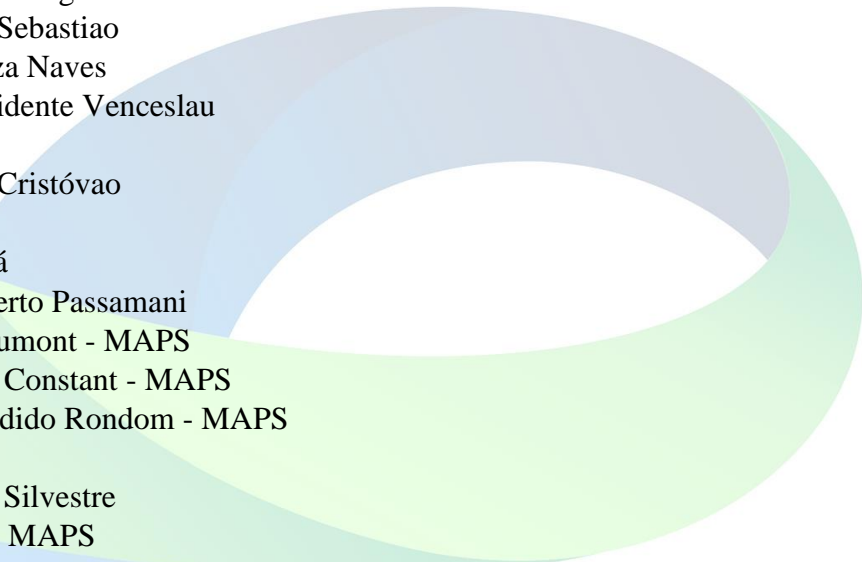 Sebastiao
za Naves
idente Venceslau
Cristóvao
á
erto Passamani
umont - MAPS
Constant - MAPS
dido Rondom - MAPS
Silvestre
MAPS